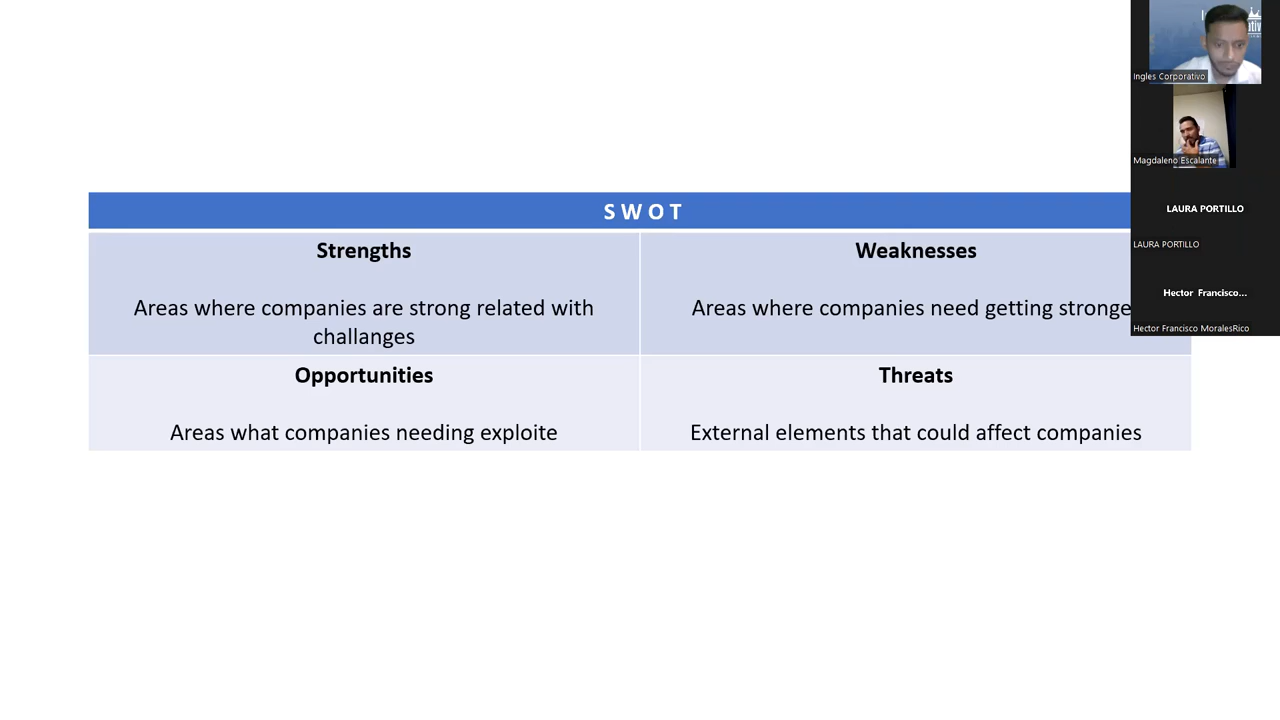 S W O T
Strengths
Weaknesses
Areas where companies are strong related with
challanges
Areas where companies need getting stronge
Opportunities
Threats
Areas what companies needing exploite
External elements that could affect companies
Ingles Corporativo
Magdaleno Escalante
LAURA PORTILLO
LAURA PORTILLO
Hector Francisco...
Hector Francisco MoralesRico